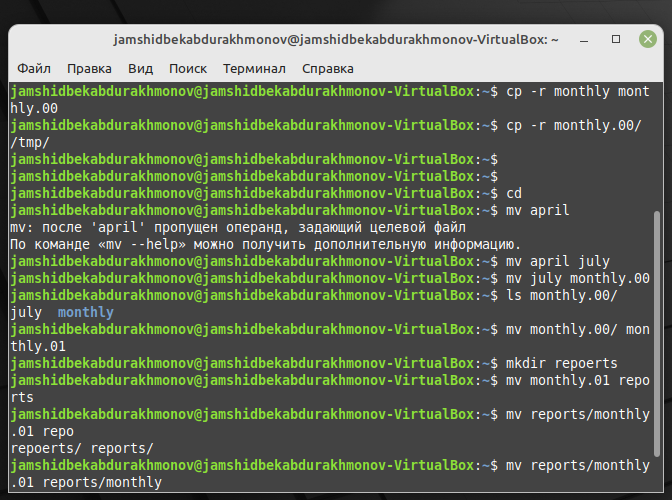 jamshidbekabdurakhmonov@jamshidbekabdurakhmonov-VirtualBox: ~
Файл Правка Вид Поиск Терминал Справка
jamshidbekabdurakhmonov@jamshidbekabdurakhmonov-VirtualBox:~$ cp -r monthly mont
hly.00
jamshidbekabdurakhmonov@jamshidbekabdurakhmonov-VirtualBox:~$ cp -r monthly.00/
/tmp/
jamshidbekabdurakhmonov@jamshidbekabdurakhmonov-VirtualBox:~$
jamshidbekabdurakhmonov@jamshidbekabdurakhmonov-VirtualBox:~$
jamshidbekabdurakhmonov@jamshidbekabdurakhmonov-VirtualBox:~$ cd
jamshidbekabdurakhmonov@jamshidbekabdurakhmonov-VirtualBox:~$ mv april
mv: после 'april' пропущен операнд, задающий целевой файл
По команде «mv --help» можно получить дополнительную информацию.
jamshidbekabdurakhmonov@jamshidbekabdurakhmonov-VirtualBox:~$ mv april july
jamshidbekabdurakhmonov@jamshidbekabdurakhmonov-VirtualBox:~$ mv july monthly.00
jamshidbekabdurakhmonov@jamshidbekabdurakhmonov-VirtualBox:~$ ls monthly.00/
july monthly
jamshidbekabdurakhmonov@jamshidbekabdurakhmonov-VirtualBox:~$ mv monthly.00/ mon
thly.01
jamshidbekabdurakhmonov@jamshidbekabdurakhmonov-VirtualBox:~$ mkdir repoerts
jamshidbekabdurakhmonov@jamshidbekabdurakhmonov-VirtualBox:~$ mv monthly.01 repo
rts
jamshidbekabdurakhmonov@jamshidbekabdurakhmonov-VirtualBox:~$ mv reports/monthly
.01 repo
repoerts/ reports/
jamshidbekabdurakhmonov@jamshidbekabdurakhmonov-VirtualBox:~$ mv reports/monthly
.01 reports/monthly